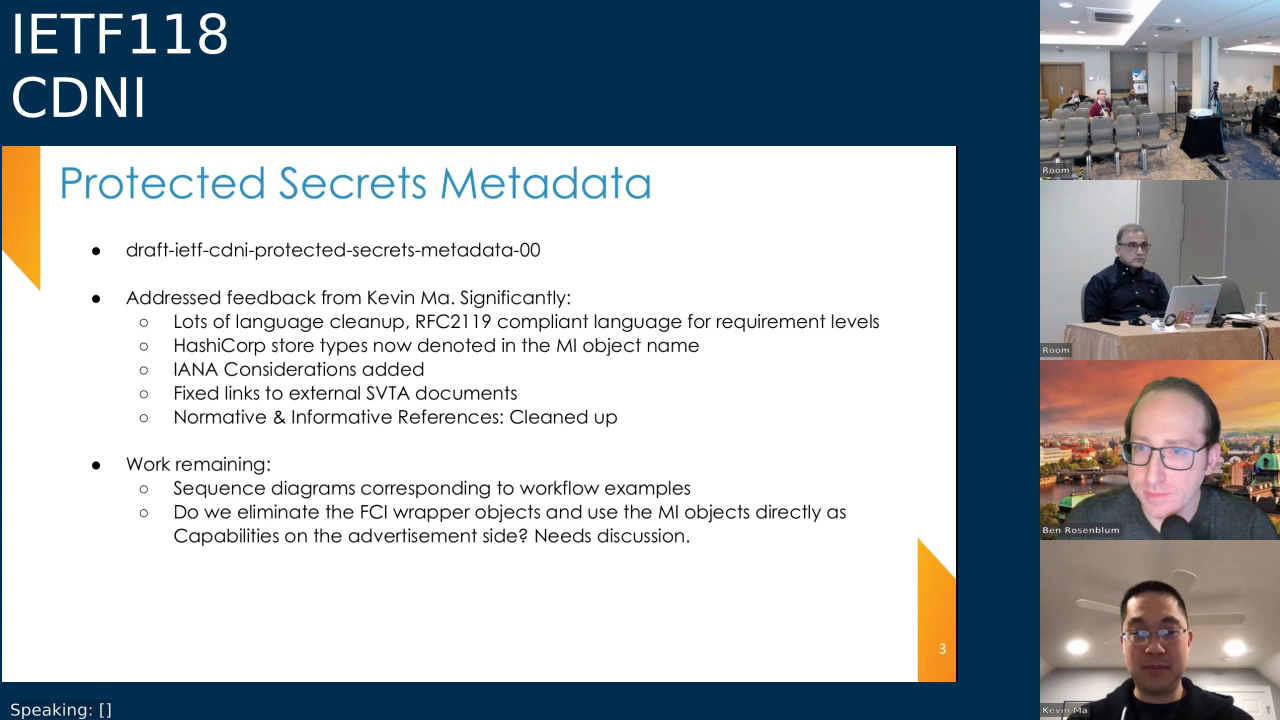 IETF118
CDNI
Protected Secrets Metadata
● draft-ietf-cdni-protected-secrets-metadata-00
● Addressed feedback from Kevin Ma. Significantly:
○ Lots of language cleanup, RFC2119 compliant language for requirement levels
○ HashiCorp store types now denoted in the MI object name
○ IANA Considerations added
○ Fixed links to external SVTA documents
○ Normative & Informative References: Cleaned up
● Work remaining:
○ Sequence diagrams corresponding to workflow examples
○ Do we eliminate the FCI wrapper objects and use the MI objects directly as
Capabilities on the advertisement side? Needs discussion.
3
Speaking: []
Room
Room
Ben Rosenblum
Kevin Ma